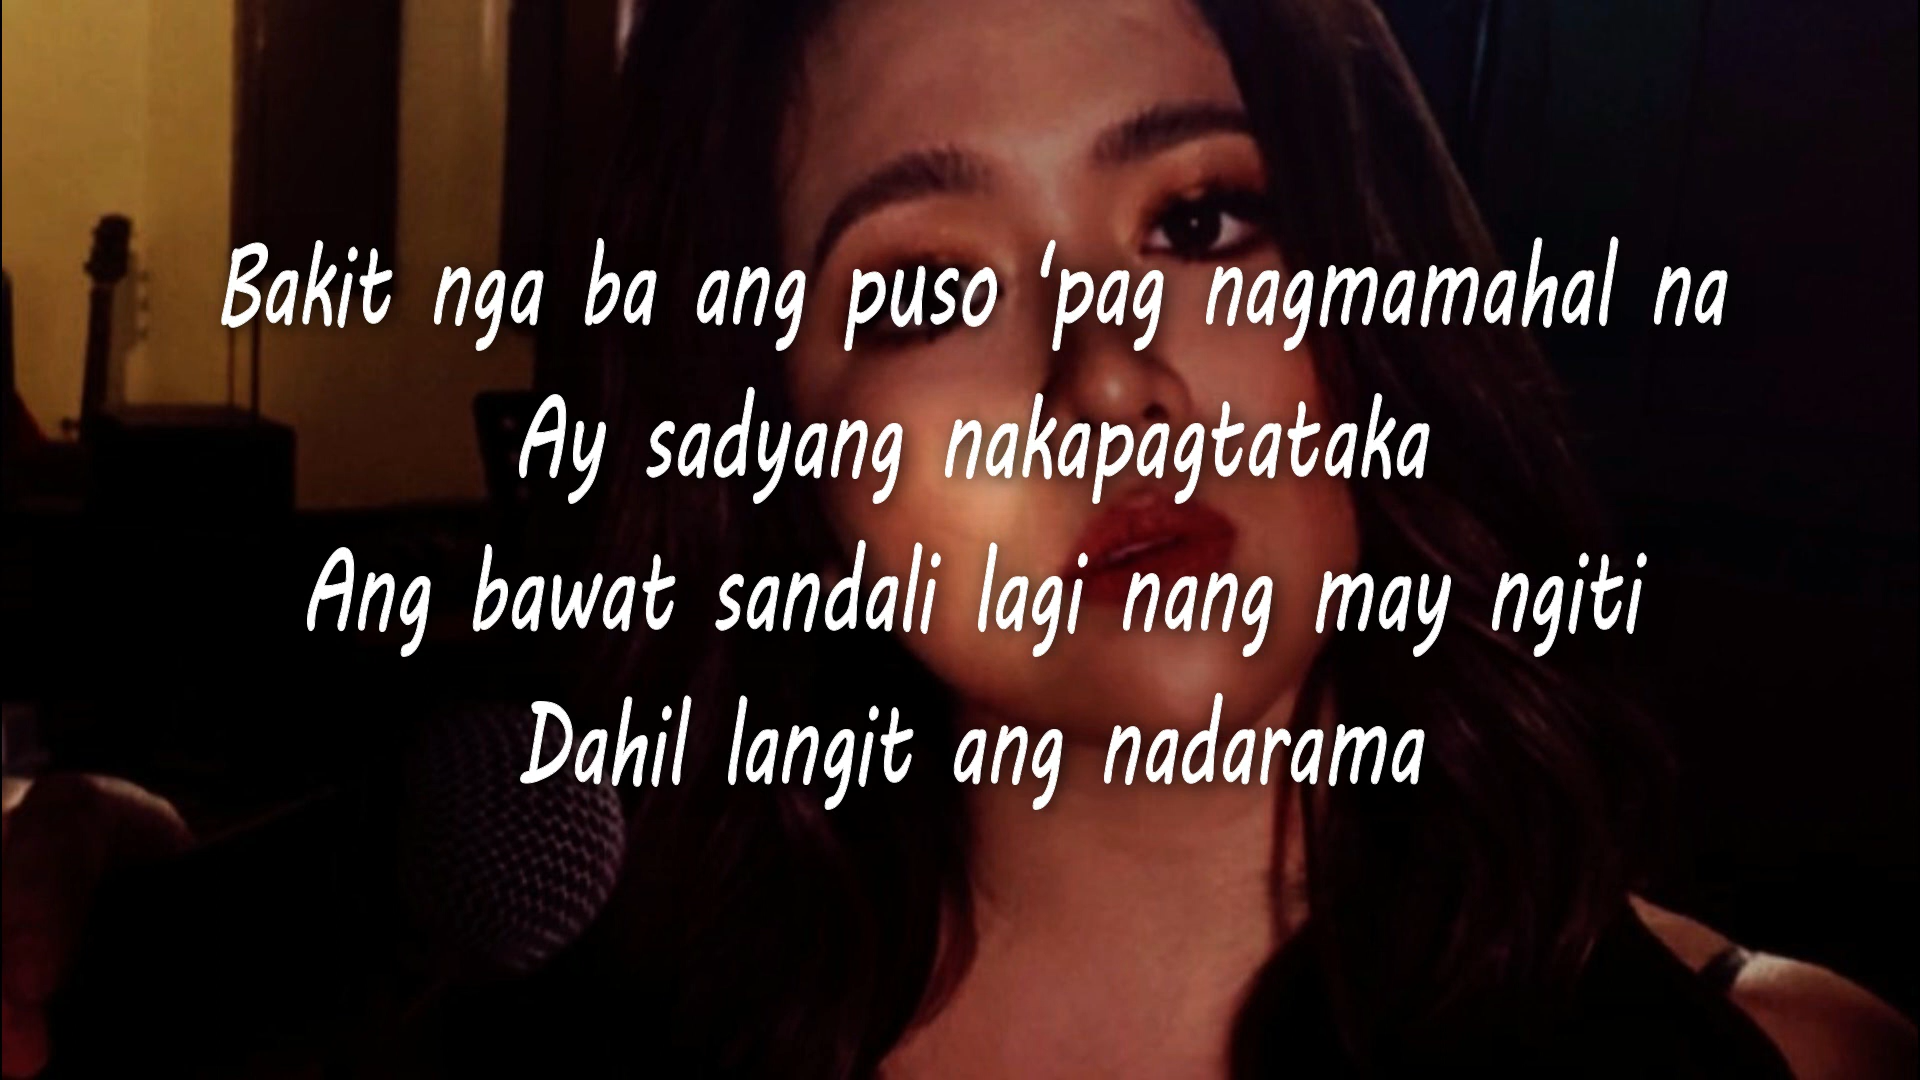 Bakit nga ba ang puso ‘pag nagmamahal na
Ay sadyang nakapagtataka
Ang bawat sandali lagi nang may ngiti
Dahil langit ang nadarama